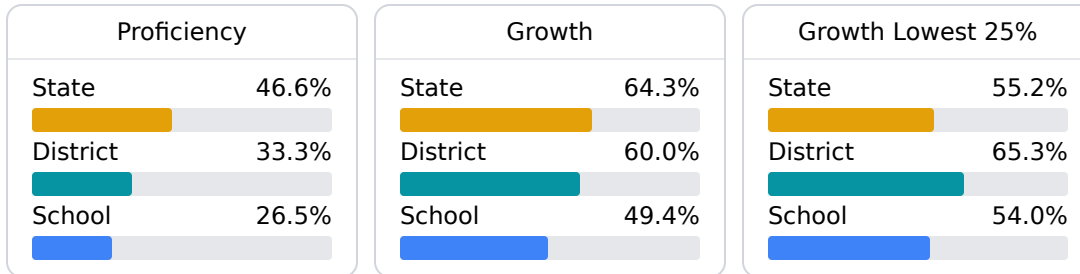 Proficiency
State 46.6%
District 33.3%
School 26.5%
Growth
State 64.3%
District 60.0%
School 49.4%
Growth Lowest 25%
State 55.2%
District 65.3%
School 54.0%